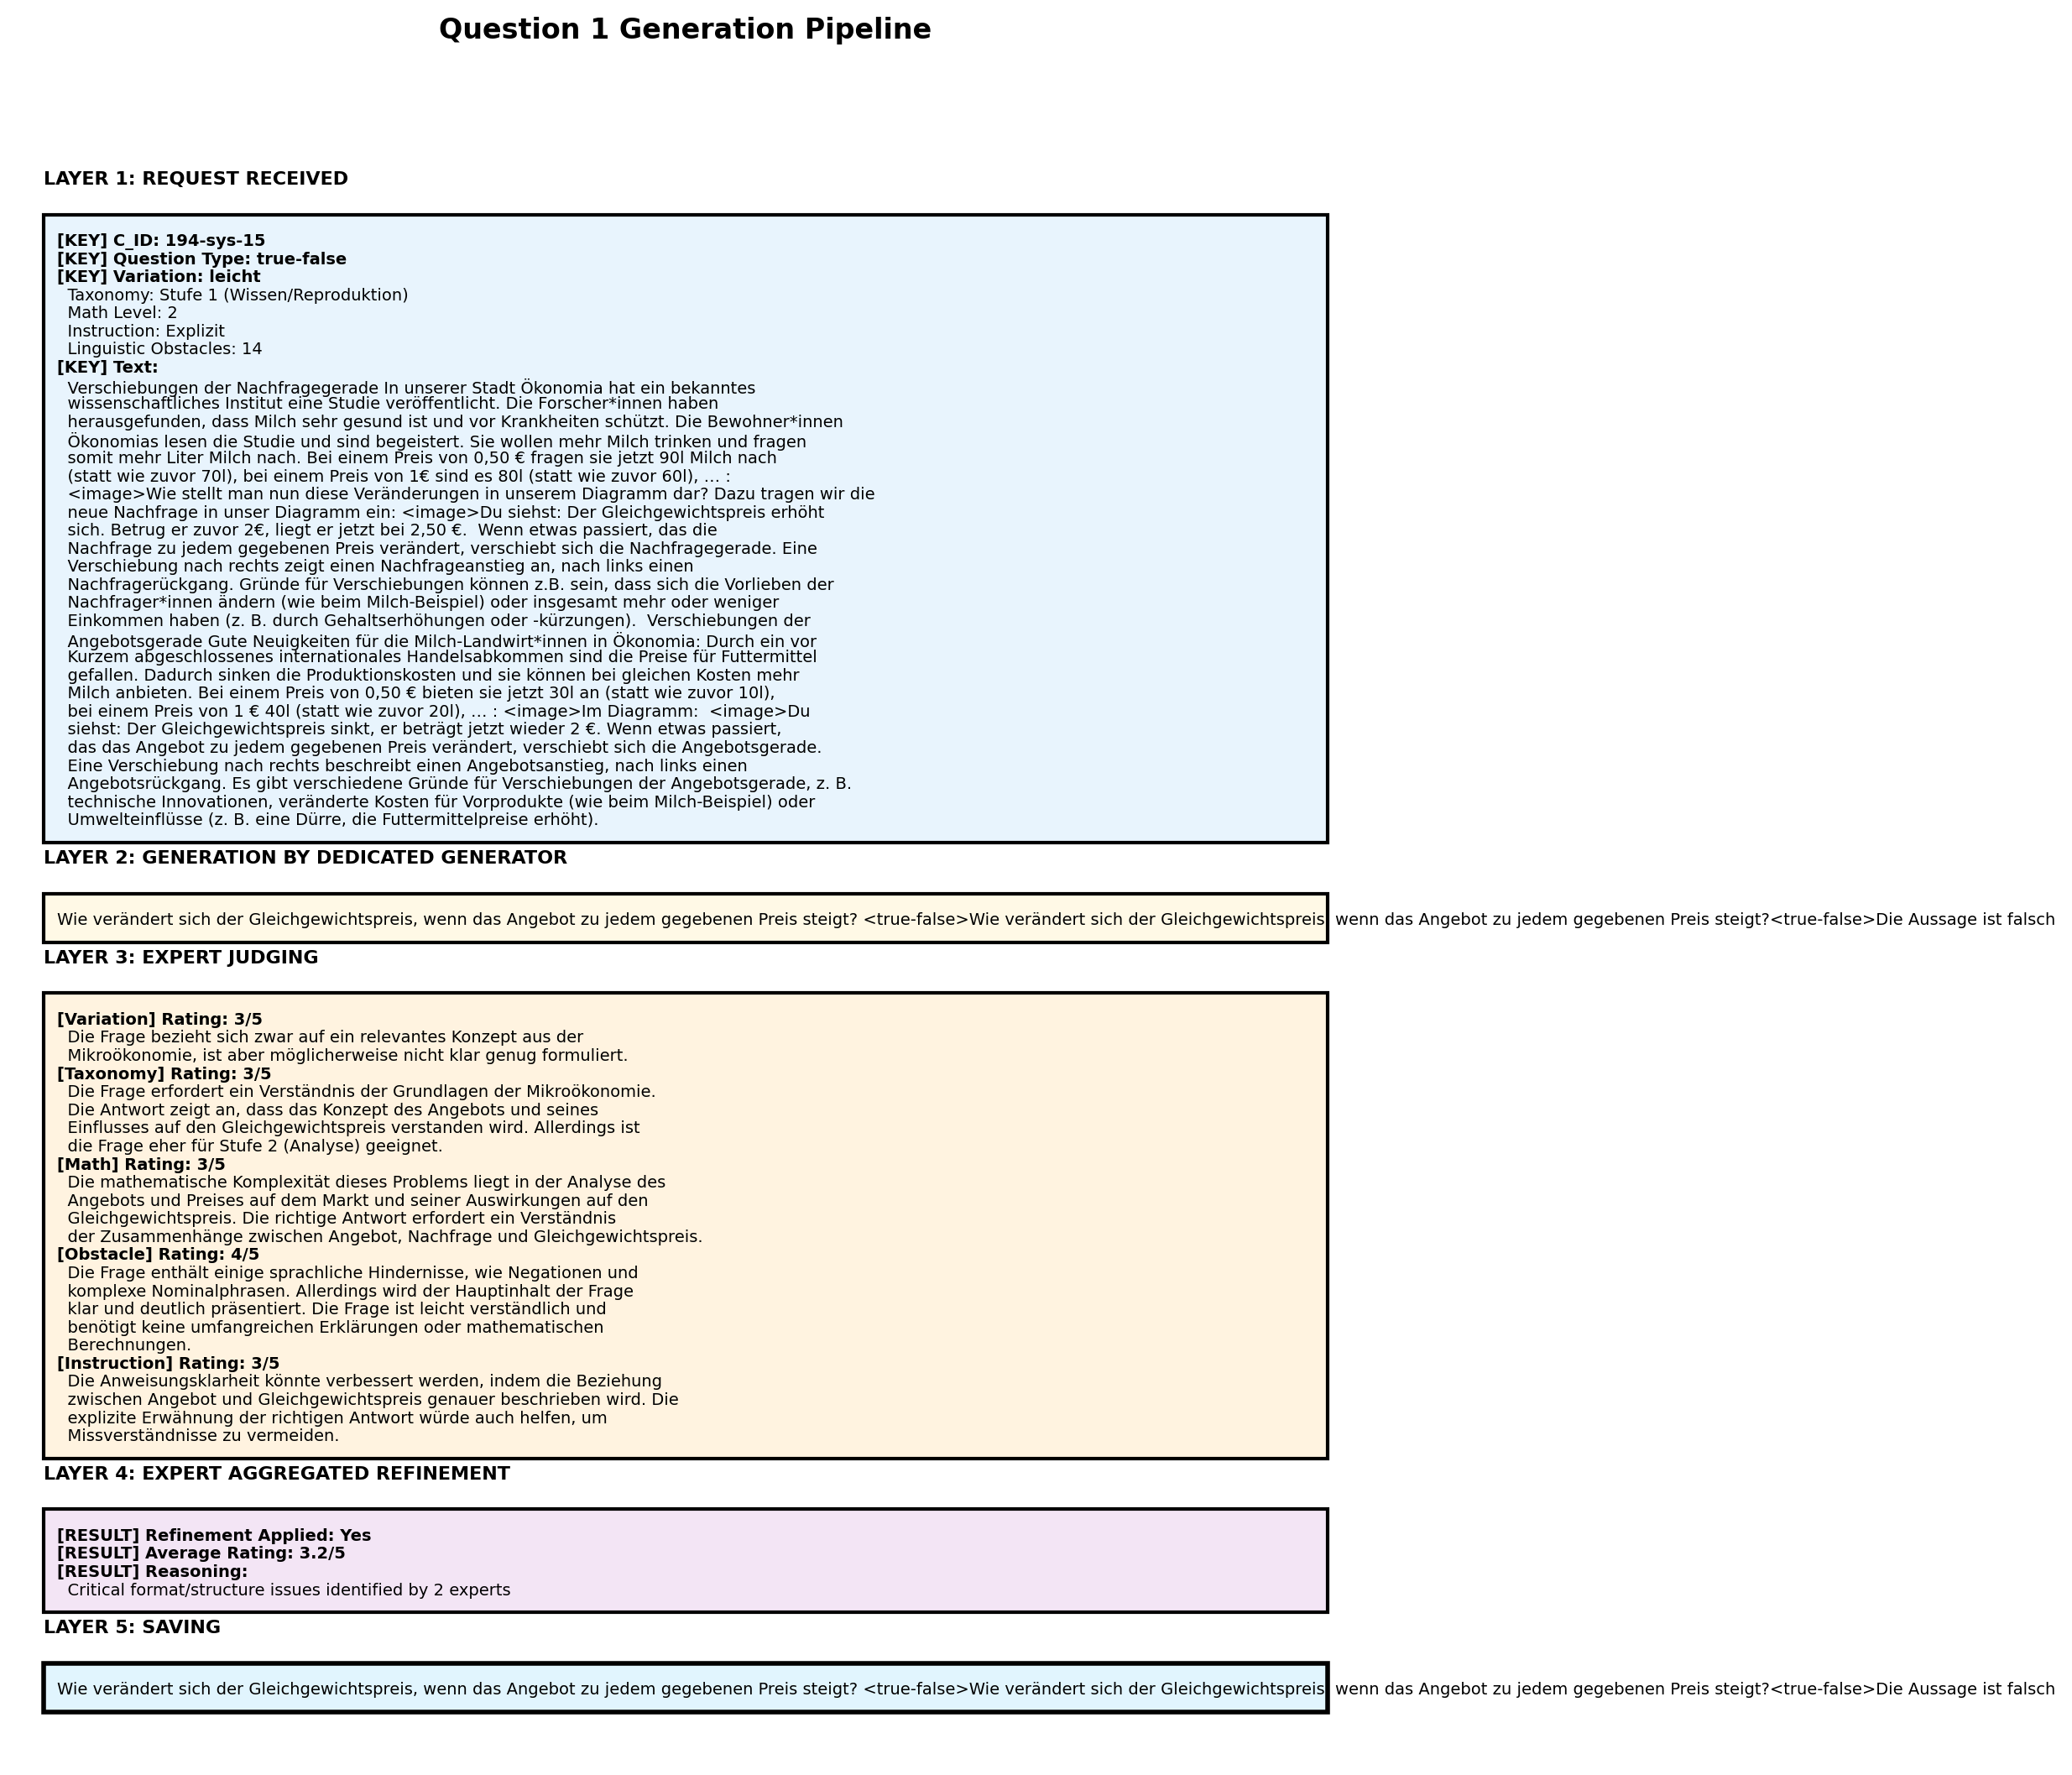 Question 1 Generation Pipeline
LAYER 1: REQUEST RECEIVED
[KEY] C_ID: 194-sys-15
[KEY] Question Type: true-false
[KEY] Variation: leicht
Taxonomy: Stufe 1 (Wissen/Reproduktion)
Math Level: 2
Instruction: Explizit
Linguistic Obstacles: 14
[KEY] Text:
Verschiebungen der Nachfragegerade In unserer Stadt Ökonomia hat ein bekanntes
wissenschaftliches Institut eine Studie veröffentlicht. Die Forscher*innen haben
herausgefunden, dass Milch sehr gesund ist und vor Krankheiten schützt. Die Bewohner*innen
Ökonomias lesen die Studie und sind begeistert. Sie wollen mehr Milch trinken und fragen
somit mehr Liter Milch nach. Bei einem Preis von 0,50 € fragen sie jetzt 90l Milch nach
(statt wie zuvor 70l), bei einem Preis von 1€ sind es 80l (statt wie zuvor 60l), … :
<image>Wie stellt man nun diese Veränderungen in unserem Diagramm dar? Dazu tragen wir die
neue Nachfrage in unser Diagramm ein: <image>Du siehst: Der Gleichgewichtspreis erhöht
sich. Betrug er zuvor 2€, liegt er jetzt bei 2,50 €.  Wenn etwas passiert, das die
Nachfrage zu jedem gegebenen Preis verändert, verschiebt sich die Nachfragegerade. Eine
Verschiebung nach rechts zeigt einen Nachfrageanstieg an, nach links einen
Nachfragerückgang. Gründe für Verschiebungen können z.B. sein, dass sich die Vorlieben der
Nachfrager*innen ändern (wie beim Milch-Beispiel) oder insgesamt mehr oder weniger
Einkommen haben (z. B. durch Gehaltserhöhungen oder -kürzungen).  Verschiebungen der
Angebotsgerade Gute Neuigkeiten für die Milch-Landwirt*innen in Ökonomia: Durch ein vor
Kurzem abgeschlossenes internationales Handelsabkommen sind die Preise für Futtermittel
gefallen. Dadurch sinken die Produktionskosten und sie können bei gleichen Kosten mehr
Milch anbieten. Bei einem Preis von 0,50 € bieten sie jetzt 30l an (statt wie zuvor 10l),
bei einem Preis von 1 € 40l (statt wie zuvor 20l), … : <image>Im Diagramm:  <image>Du
siehst: Der Gleichgewichtspreis sinkt, er beträgt jetzt wieder 2 €. Wenn etwas passiert,
das das Angebot zu jedem gegebenen Preis verändert, verschiebt sich die Angebotsgerade.
Eine Verschiebung nach rechts beschreibt einen Angebotsanstieg, nach links einen
Angebotsrückgang. Es gibt verschiedene Gründe für Verschiebungen der Angebotsgerade, z. B.
technische Innovationen, veränderte Kosten für Vorprodukte (wie beim Milch-Beispiel) oder
Umwelteinflüsse (z. B. eine Dürre, die Futtermittelpreise erhöht).
LAYER 2: GENERATION BY DEDICATED GENERATOR
Wie verändert sich der Gleichgewichtspreis, wenn das Angebot zu jedem gegebenen Preis steigt? <true-false>Wie verändert sich der Gleichgewichtspreis, wenn das Angebot zu jedem gegebenen Preis steigt?<true-false>Die Aussage ist falsch
LAYER 3: EXPERT JUDGING
[Variation] Rating: 3/5
Die Frage bezieht sich zwar auf ein relevantes Konzept aus der
Mikroökonomie, ist aber möglicherweise nicht klar genug formuliert.
[Taxonomy] Rating: 3/5
Die Frage erfordert ein Verständnis der Grundlagen der Mikroökonomie.
Die Antwort zeigt an, dass das Konzept des Angebots und seines
Einflusses auf den Gleichgewichtspreis verstanden wird. Allerdings ist
die Frage eher für Stufe 2 (Analyse) geeignet.
[Math] Rating: 3/5
Die mathematische Komplexität dieses Problems liegt in der Analyse des
Angebots und Preises auf dem Markt und seiner Auswirkungen auf den
Gleichgewichtspreis. Die richtige Antwort erfordert ein Verständnis
der Zusammenhänge zwischen Angebot, Nachfrage und Gleichgewichtspreis.
[Obstacle] Rating: 4/5
Die Frage enthält einige sprachliche Hindernisse, wie Negationen und
komplexe Nominalphrasen. Allerdings wird der Hauptinhalt der Frage
klar und deutlich präsentiert. Die Frage ist leicht verständlich und
benötigt keine umfangreichen Erklärungen oder mathematischen
Berechnungen.
[Instruction] Rating: 3/5
Die Anweisungsklarheit könnte verbessert werden, indem die Beziehung
zwischen Angebot und Gleichgewichtspreis genauer beschrieben wird. Die
explizite Erwähnung der richtigen Antwort würde auch helfen, um
Missverständnisse zu vermeiden.
LAYER 4: EXPERT AGGREGATED REFINEMENT
[RESULT] Refinement Applied: Yes
[RESULT] Average Rating: 3.2/5
[RESULT] Reasoning:
Critical format/structure issues identified by 2 experts
LAYER 5: SAVING
Wie verändert sich der Gleichgewichtspreis, wenn das Angebot zu jedem gegebenen Preis steigt? <true-false>Wie verändert sich der Gleichgewichtspreis, wenn das Angebot zu jedem gegebenen Preis steigt?<true-false>Die Aussage ist falsch